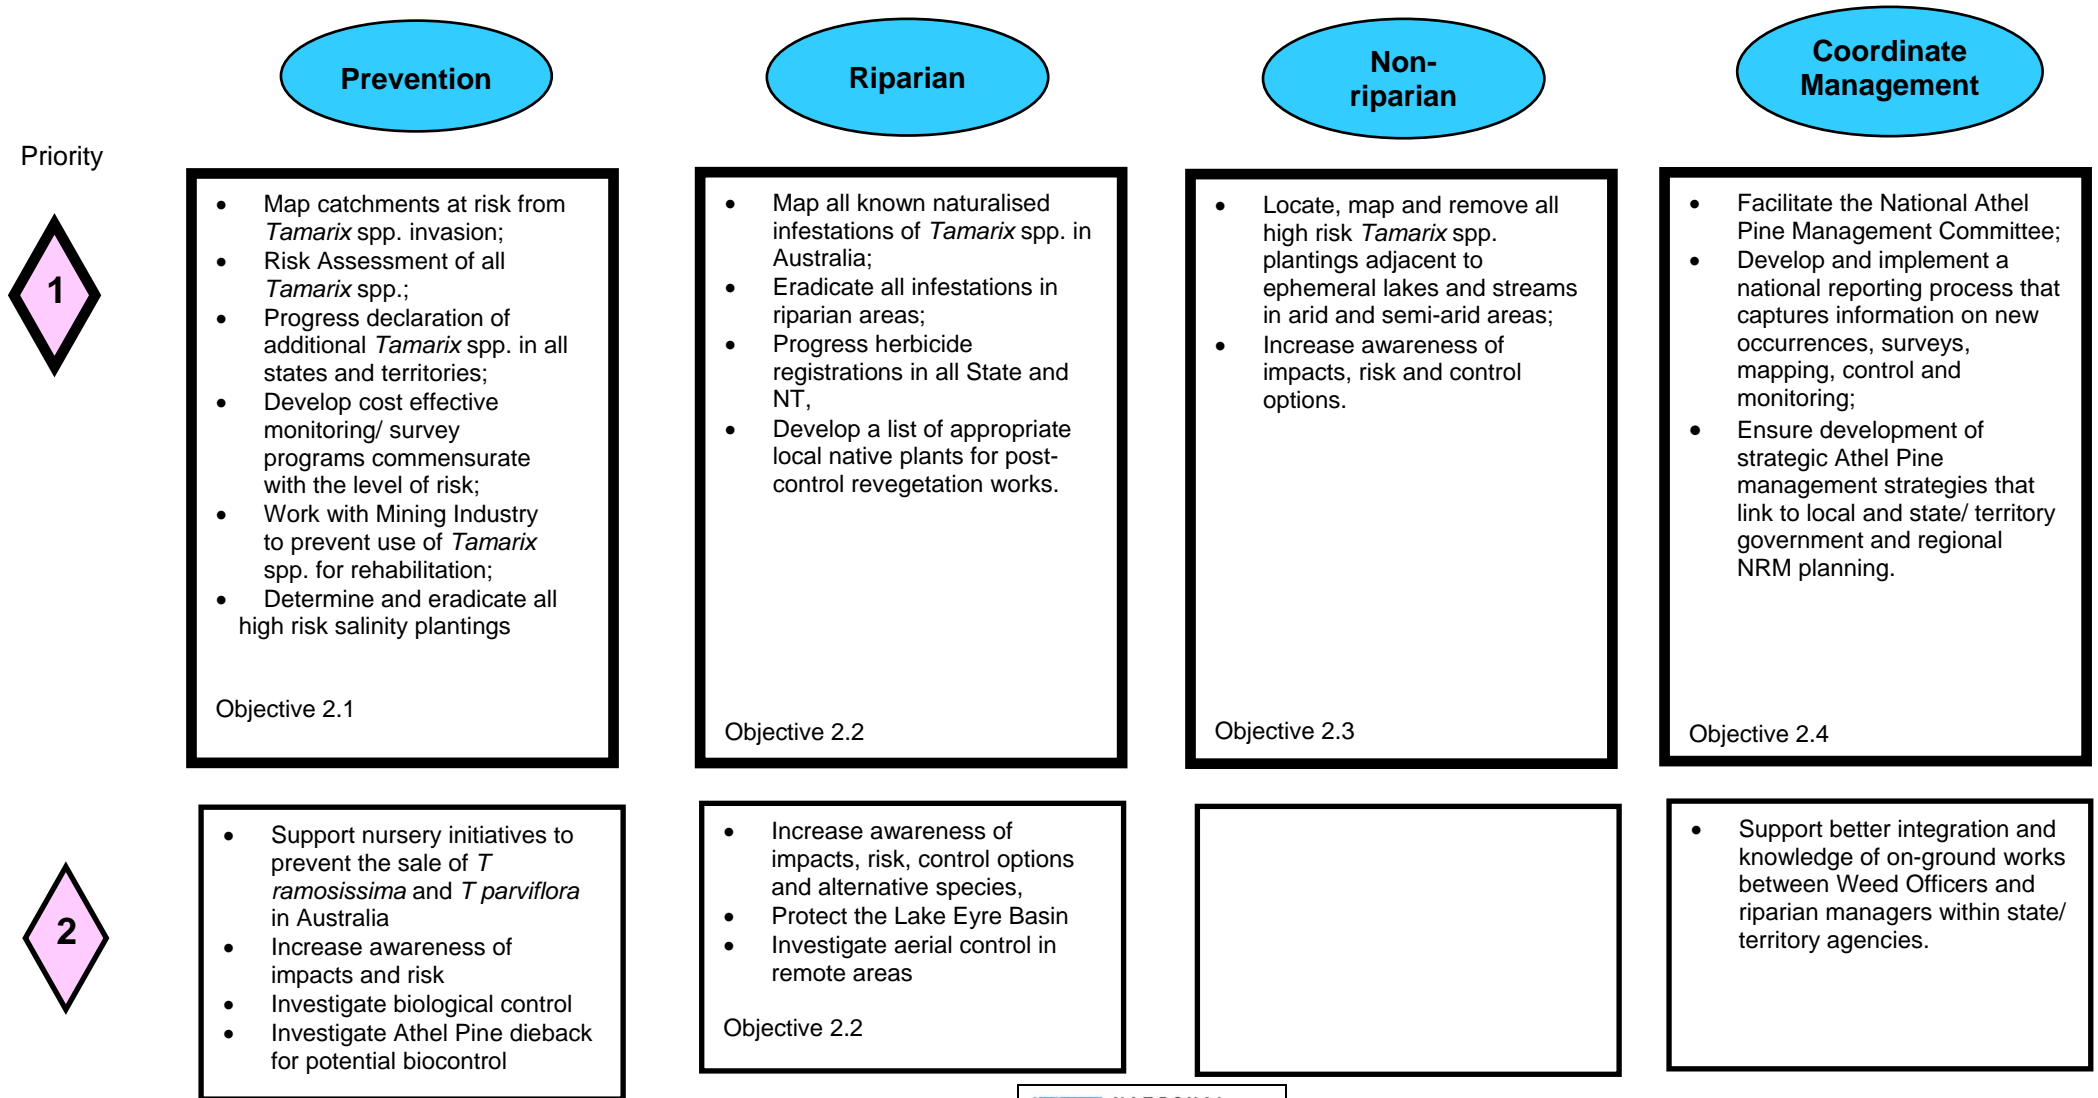 Prevention
Riparian
Non-
riparian
Coordinate
Management
Priority
1
• Map catchments at risk from
Tamarix spp. invasion;
• Risk Assessment of all
Tamarix spp.;
• Progress declaration of
additional Tamarix spp. in all
states and territories;
• Develop cost effective
monitoring/ survey
programs commensurate
with the level of risk;
• Work with Mining Industry
to prevent use of Tamarix
spp. for rehabilitation;
• Determine and eradicate all
high risk salinity plantings
Objective 2.1
• Map all known naturalised
infestations of Tamarix spp. in
Australia;
• Eradicate all infestations in
riparian areas;
• Progress herbicide
registrations in all State and
NT,
• Develop a list of appropriate
local native plants for post-
control revegetation works.
Objective 2.2
• Locate, map and remove all
high risk Tamarix spp.
plantings adjacent to
ephemeral lakes and streams
in arid and semi-arid areas;
• Increase awareness of
impacts, risk and control
options.
Objective 2.3
• Facilitate the National Athel
Pine Management Committee;
• Develop and implement a
national reporting process that
captures information on new
occurrences, surveys,
mapping, control and
monitoring;
• Ensure development of
strategic Athel Pine
management strategies that
link to local and state/ territory
government and regional
NRM planning.
Objective 2.4
2
• Support nursery initiatives to
prevent the sale of T
ramosissima and T parviflora
in Australia
• Increase awareness of
impacts and risk
• Investigate biological control
• Investigate Athel Pine dieback
for potential biocontrol
• Increase awareness of
impacts, risk, control options
and alternative species,
• Protect the Lake Eyre Basin
• Investigate aerial control in
remote areas
Objective 2.2
• Support better integration and
knowledge of on-ground works
between Weed Officers and
riparian managers within state/
territory agencies.